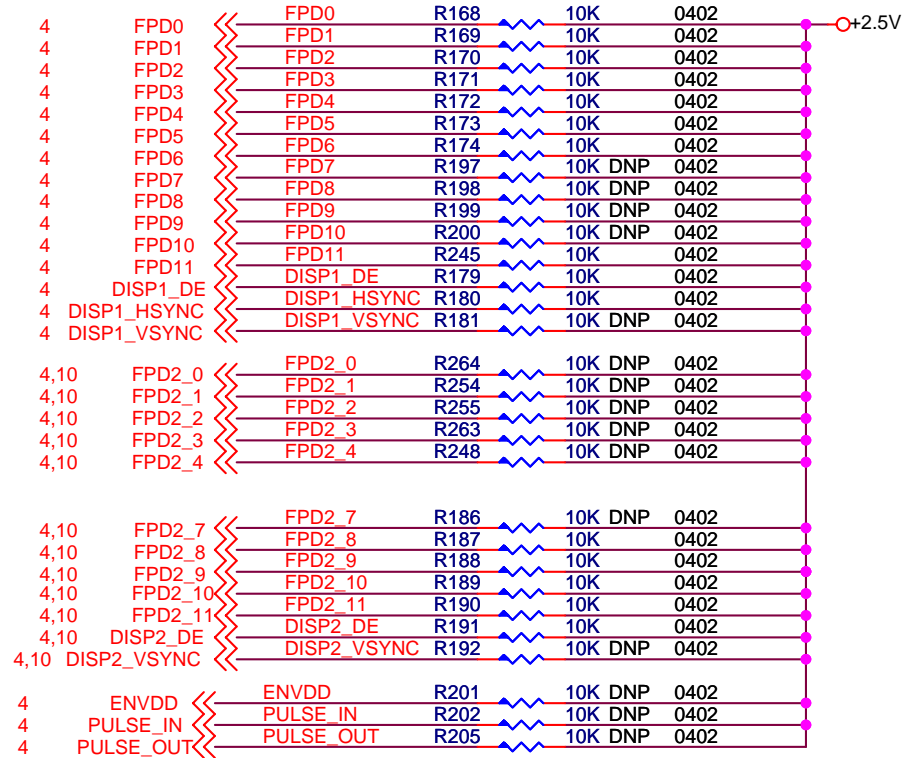 4 FPD0 FPD0 R168 10K 0402 +2.5V
4 FPD1 FPD1 R169 10K 0402
4 FPD2 FPD2 R170 10K 0402
4 FPD3 FPD3 R171 10K 0402
4 FPD4 FPD4 R172 10K 0402
4 FPD5 FPD5 R173 10K 0402
4 FPD6 FPD6 R174 10K 0402
4 FPD7 FPD7 R197 10K DNP 0402
4 FPD8 FPD8 R198 10K DNP 0402
4 FPD9 FPD9 R199 10K DNP 0402
4 FPD10 FPD10 R200 10K DNP 0402
4 FPD11 FPD11 R245 10K 0402
4 DISP1_DE DISP1_DE R179 10K 0402
4 DISP1_HSYNC DISP1_HSYNC R180 10K 0402
4 DISP1_VSYNC DISP1_VSYNC R181 10K DNP 0402
4,10 FPD2_0 FPD2_0 R264 10K DNP 0402
4,10 FPD2_1 FPD2_1 R254 10K DNP 0402
4,10 FPD2_2 FPD2_2 R255 10K DNP 0402
4,10 FPD2_3 FPD2_3 R263 10K DNP 0402
4,10 FPD2_4 FPD2_4 R248 10K DNP 0402
4,10 FPD2_7 FPD2_7 R186 10K DNP 0402
4,10 FPD2_8 FPD2_8 R187 10K 0402
4,10 FPD2_9 FPD2_9 R188 10K 0402
4,10 FPD2_10 FPD2_10 R189 10K 0402
4,10 FPD2_11 FPD2_11 R190 10K 0402
4,10 DISP2_DE DISP2_DE R191 10K 0402
4,10 DISP2_VSYNC DISP2_VSYNC R192 10K DNP 0402
4 ENVDD ENVDD R201 10K DNP 0402
4 PULSE_IN PULSE_IN R202 10K DNP 0402
4 PULSE_OUT PULSE_OUT R205 10K DNP 0402